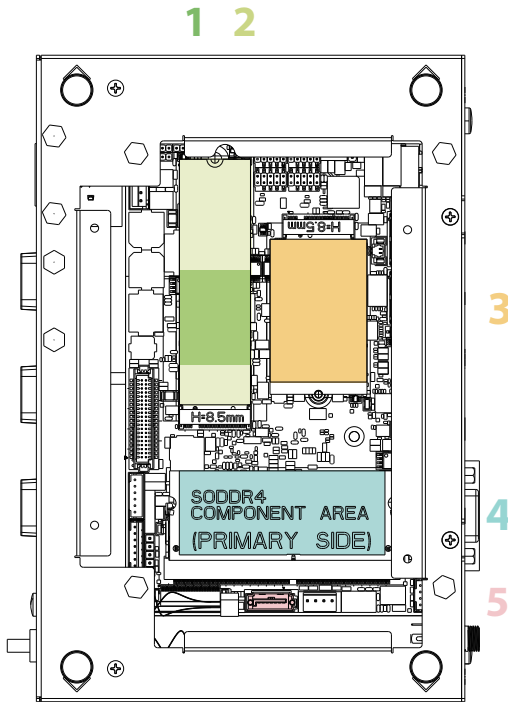 1 2
H=8.5mm
3
H=8.5mm
SODDR4
COMPONENT AREA
(PRIMARY SIDE)
4
5